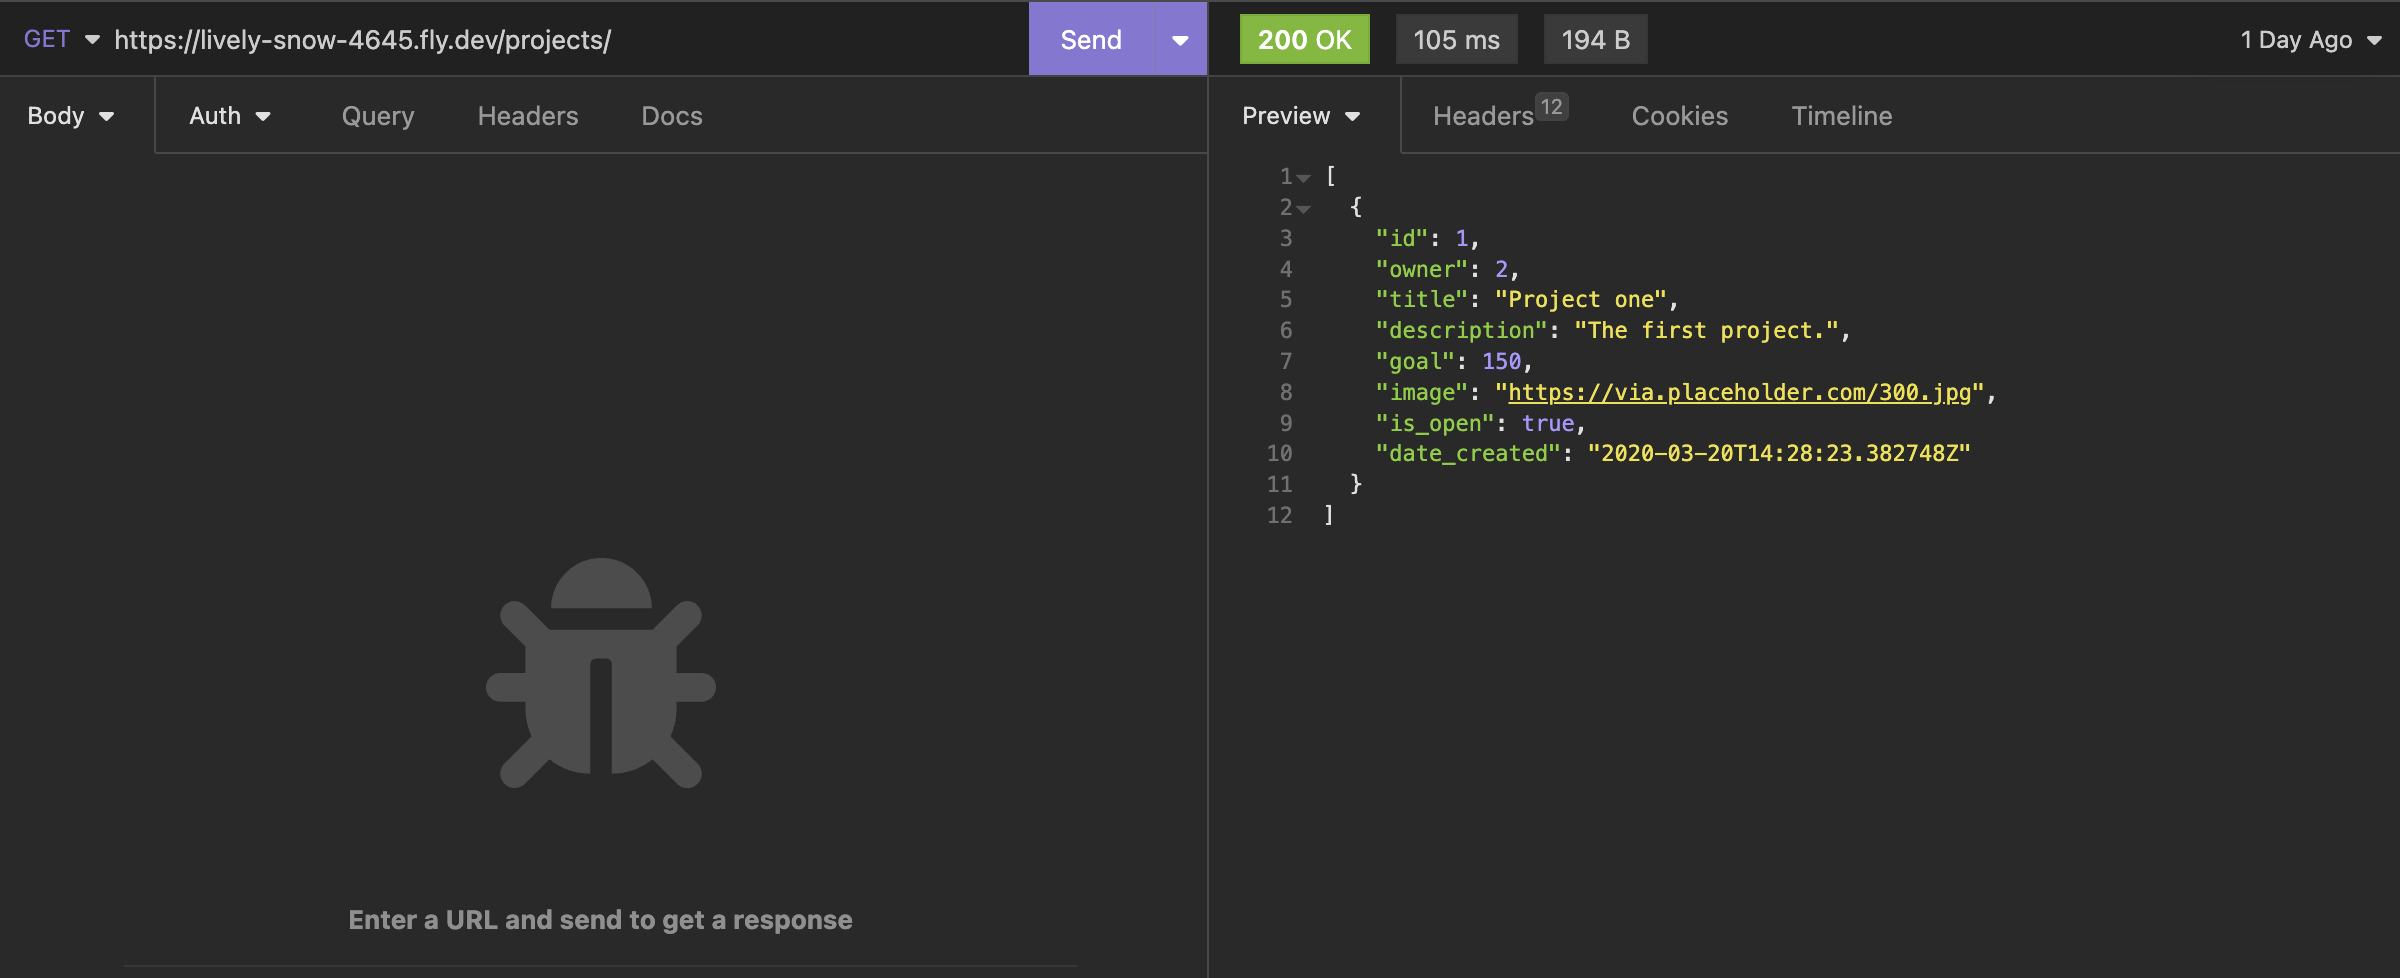 GET https://lively-snow-4645.fly.dev/projects/ Send 200 OK 105 ms 194 B 1 Day Ago
Body Auth Query Headers Docs Preview Headers 12 Cookies Timeline
1 [
2 {
3 "id": 1,
4 "owner": 2,
5 "title": "Project one",
6 "description": "The first project.",
7 "goal": 150,
8 "image": "https://via.placeholder.com/300.jpg",
9 "is_open": true,
10 "date_created": "2020-03-20T14:28:23.382748Z"
11 }
12 ]
Enter a URL and send to get a response